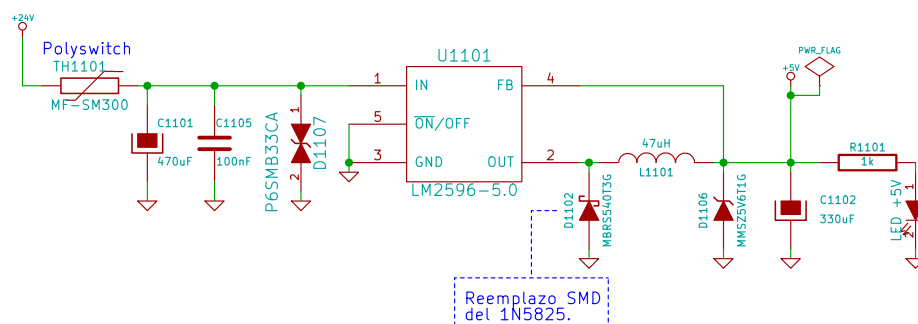 +24V
Polyswitch
TH1101
MF-SM300
C1101
470uF
C1105
100nF
P6SMB33CA
D1107
1
2
U1101
1
IN
FB
4
5
ON/OFF
3
GND
OUT
2
LM2596-5.0
47uH
L1101
D1102
MBRS540T3G
D1106
MMSZ5V6T1G
PWR_FLAG
+5V
C1102
330uF
R1101
1k
LED +5V
1
2
Reemplazo SMD
del 1N5825.